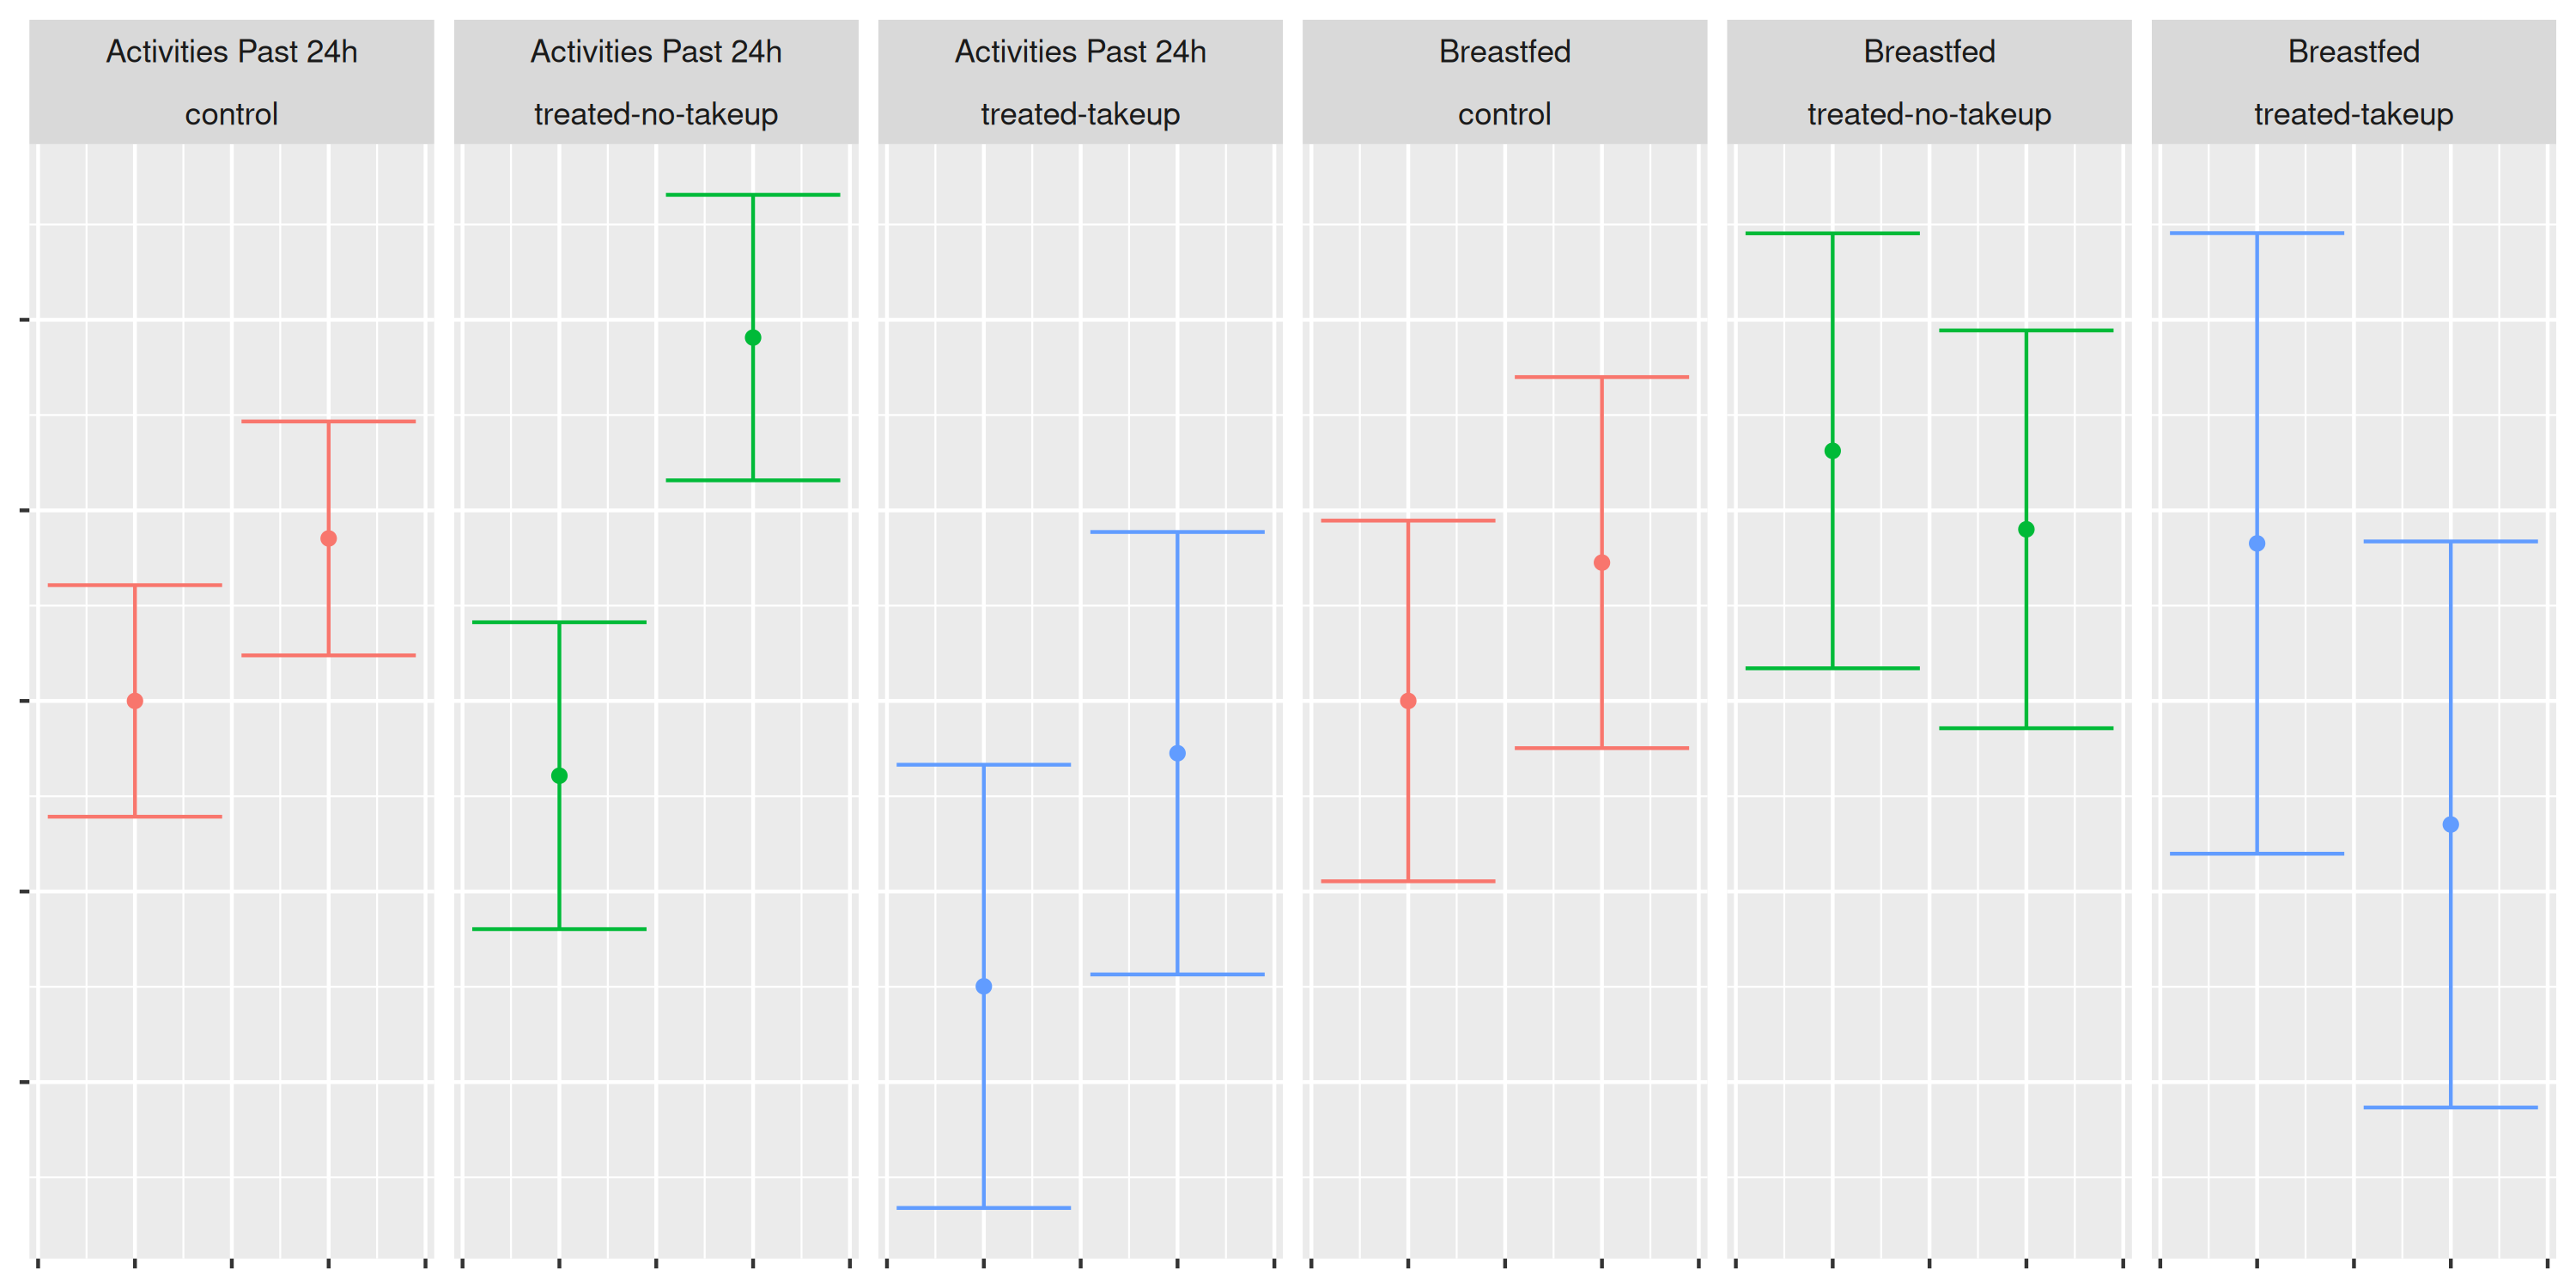 Activities Past 24h
control
Activities Past 24h
treated-no-takeup
Activities Past 24h
treated-takeup
Breastfed
control
Breastfed
treated-no-takeup
Breastfed
treated-takeup